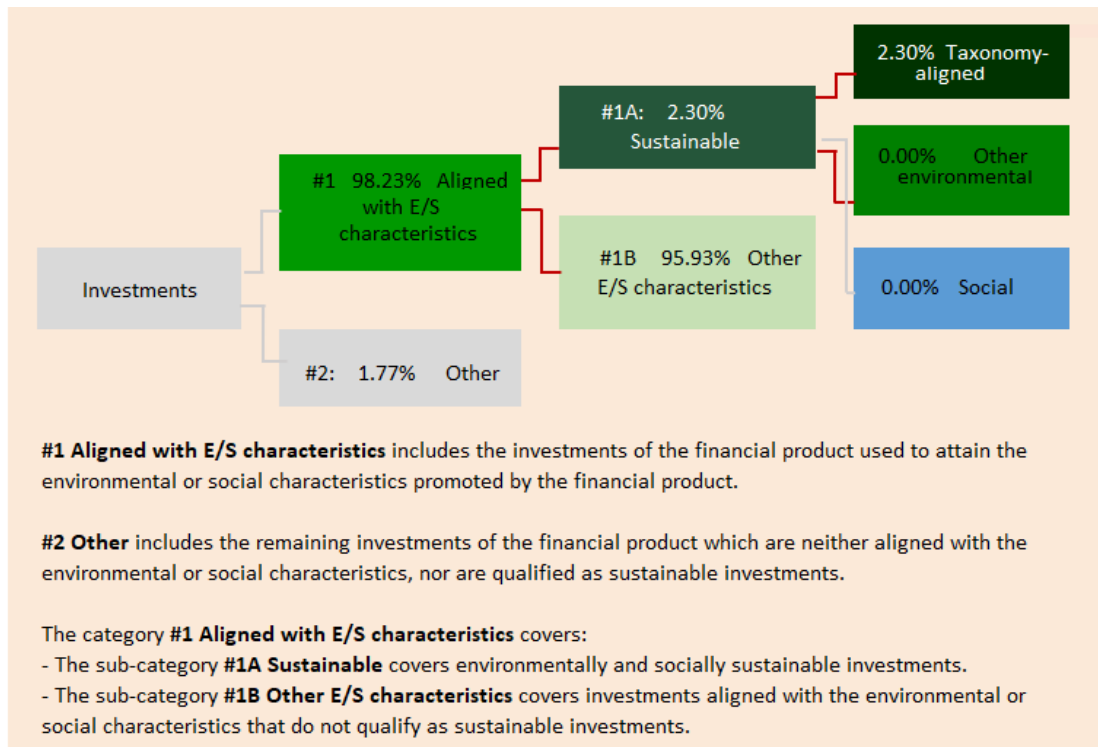 2.30% Taxonomy-
aligned
#1A: 2.30%
Sustainable
0.00% Other
environmental
#1 98.23% Aligned
with E/S
characteristics
#1B 95.93% Other
E/S characteristics
Investments
0.00% Social
#2: 1.77% Other
#1 Aligned with E/S characteristics includes the investments of the financial product used to attain the
environmental or social characteristics promoted by the financial product.
#2 Other includes the remaining investments of the financial product which are neither aligned with the
environmental or social characteristics, nor are qualified as sustainable investments.
The category #1 Aligned with E/S characteristics covers:
- The sub-category #1A Sustainable covers environmentally and socially sustainable investments.
- The sub-category #1B Other E/S characteristics covers investments aligned with the environmental or
social characteristics that do not qualify as sustainable investments.